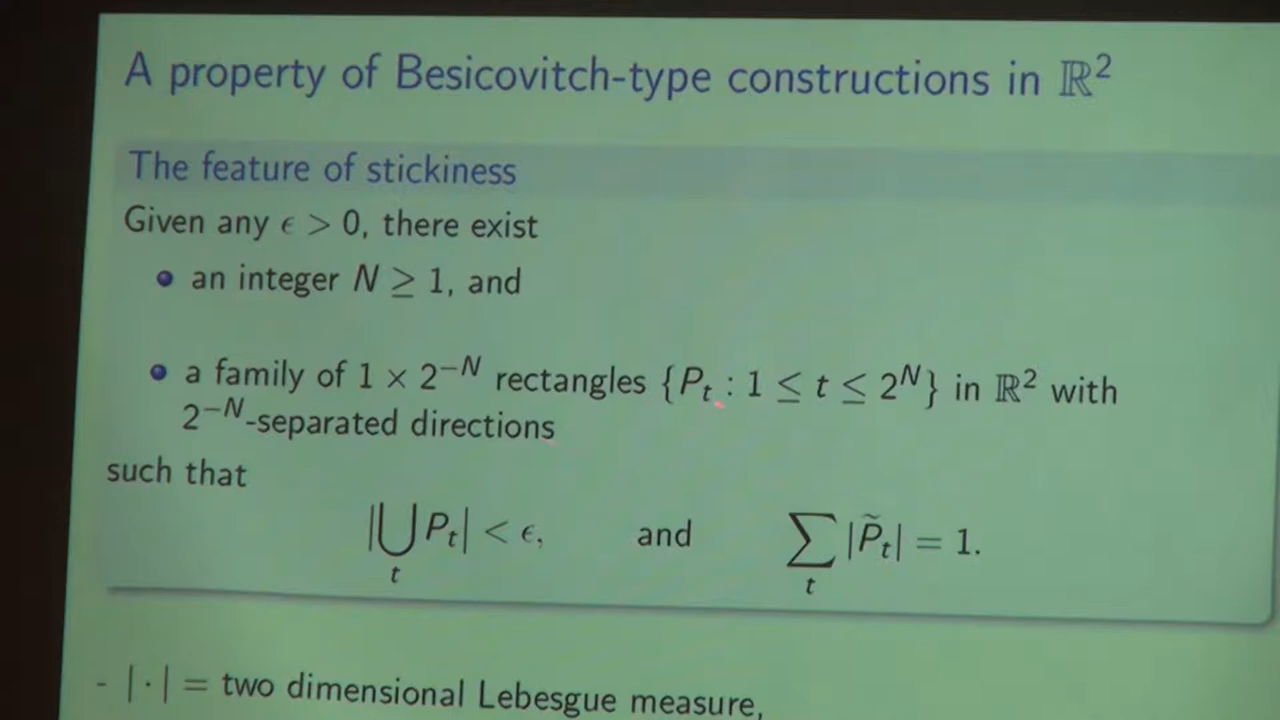 A property of Besicovitch-type constructions in ℝ²
The feature of stickiness
Given any ϵ > 0, there exist
• an integer N ≥ 1, and
• a family of 1 × 2^{-N} rectangles {P_t : 1 ≤ t ≤ 2^N} in ℝ² with
2^{-N}-separated directions
such that
|⋃_t P_t| < ϵ, and ∑_t |P̃_t| = 1.
- |·| = two dimensional Lebesgue measure,